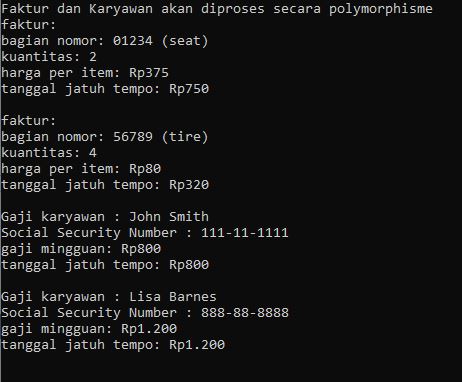 Faktur dan Karyawan akan diproses secara polymorphisme
faktur:
bagian nomor: 01234 (seat)
kuantitas: 2
harga per item: Rp375
tanggal jatuh tempo: Rp750
faktur:
bagian nomor: 56789 (tire)
kuantitas: 4
harga per item: Rp80
tanggal jatuh tempo: Rp320
Gaji karyawan : John Smith
Social Security Number : 111-11-1111
gaji mingguan: Rp800
tanggal jatuh tempo: Rp800
Gaji karyawan : Lisa Barnes
Social Security Number : 888-88-8888
gaji mingguan: Rp1.200
tanggal jatuh tempo: Rp1.200